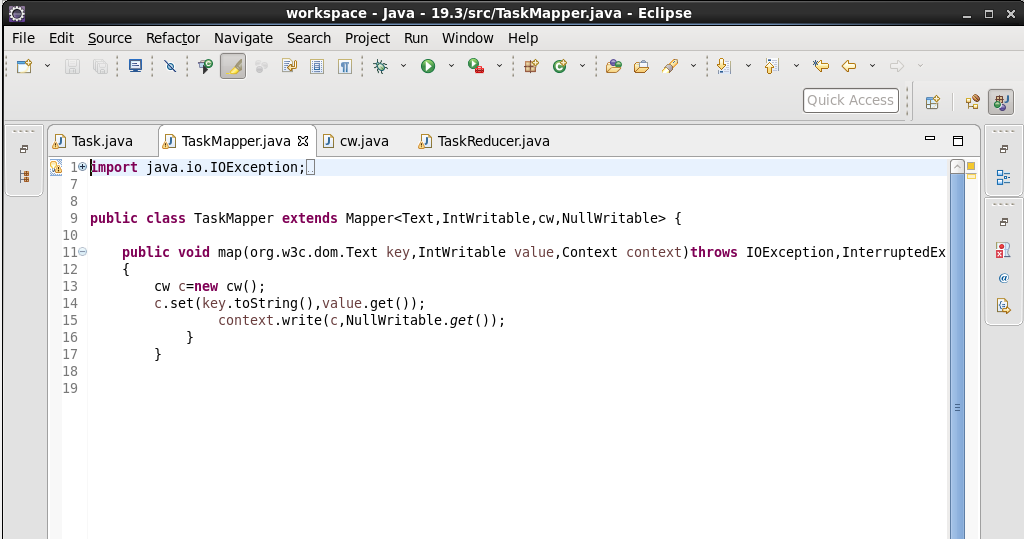 workspace - Java - 19.3/src/TaskMapper.java - Eclipse
File Edit Source Refactor Navigate Search Project Run Window Help
Quick Access
Task.java TaskMapper.java cw.java TaskReducer.java
1 import java.io.IOException;
7
8
9 public class TaskMapper extends Mapper<Text,IntWritable,cw,NullWritable> {
10
11 public void map(org.w3c.dom.Text key,IntWritable value,Context context)throws IOException,InterruptedEx
12 {
13 cw c=new cw();
14 c.set(key.toString(),value.get());
15 context.write(c,NullWritable.get());
16 }
17 }
18
19